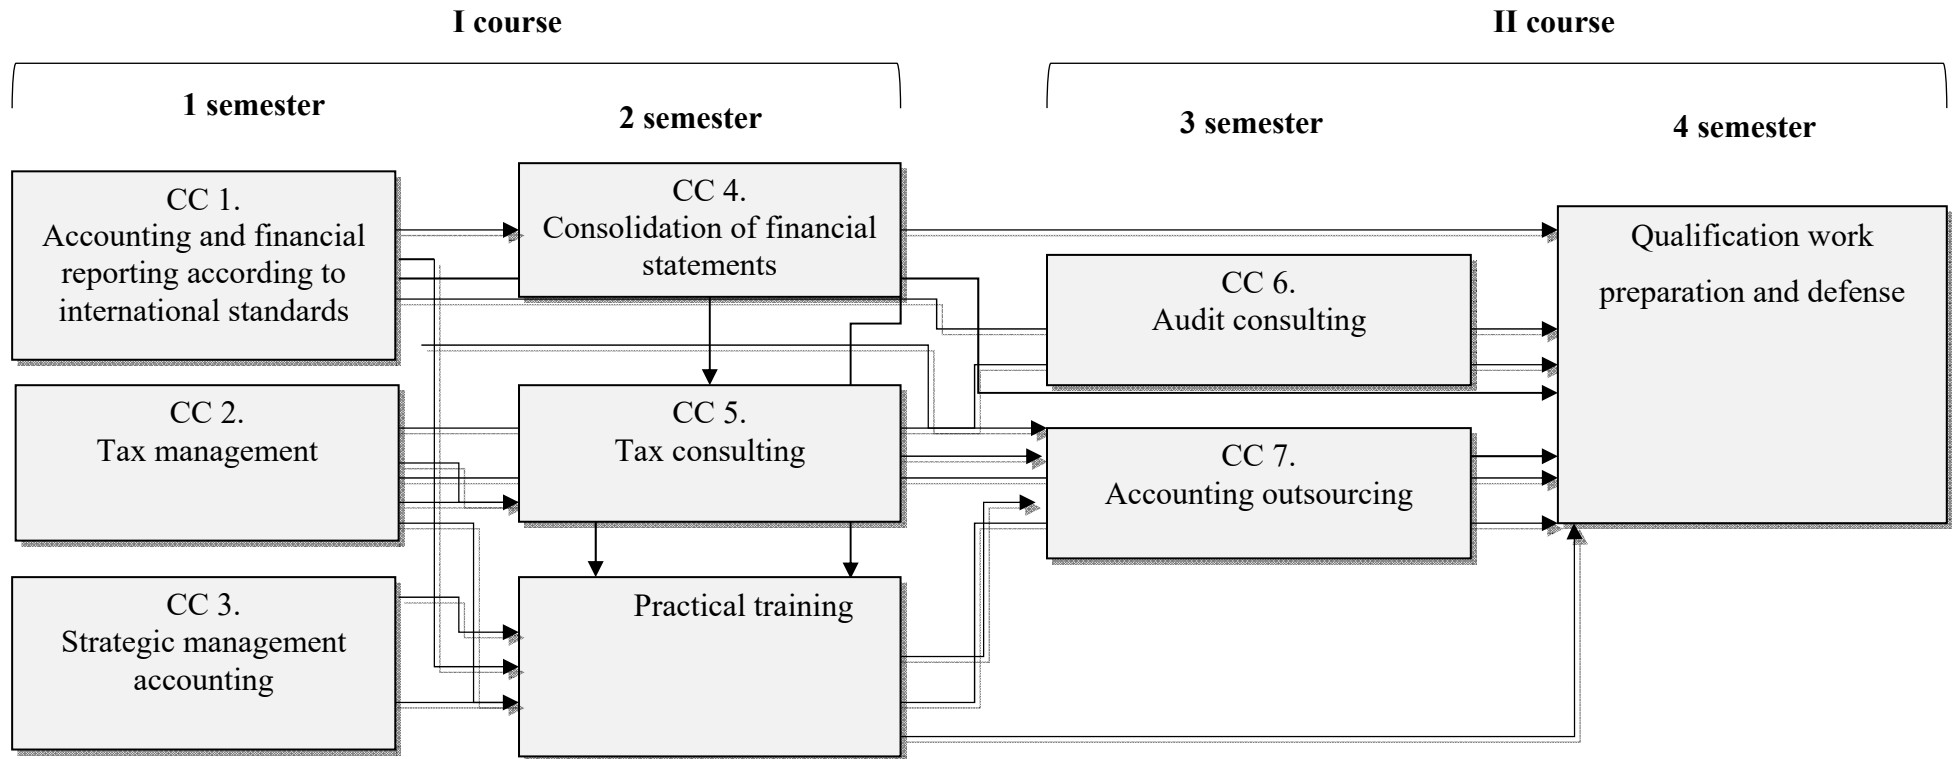 I course
II course
1 semester
2 semester
3 semester
4 semester
CC 1.
Accounting and financial
reporting according to
international standards
CC 4.
Consolidation of financial
statements
CC 6.
Audit consulting
Qualification work
preparation and defense
CC 2.
Tax management
CC 5.
Tax consulting
CC 7.
Accounting outsourcing
CC 3.
Strategic management
accounting
Practical training